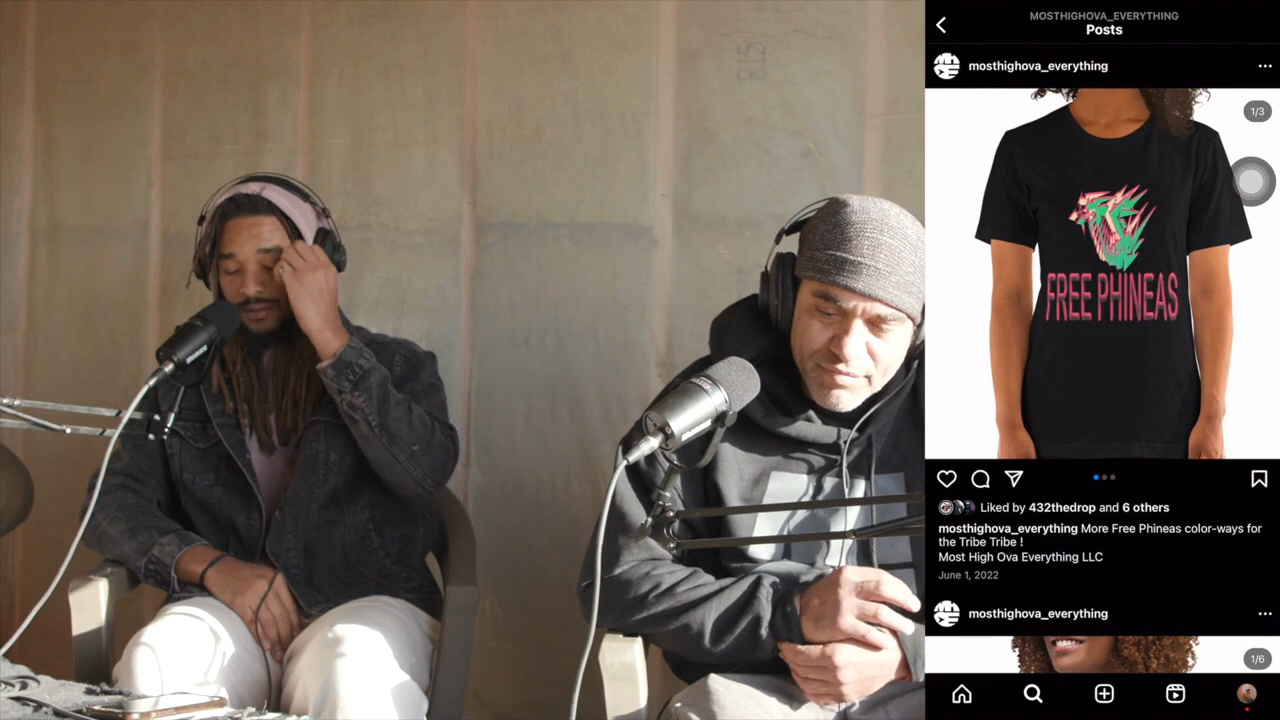 R15
MOSTHIGHOVA_EVERYTHING
Posts
mosthighova_everything
1/3
FREE PHINEAS
Liked by 432thedrop and 6 others
mosthighova_everything More Free Phineas color-ways for
the Tribe Tribe !
Most High Ova Everything LLC
June 1, 2022
mosthighova_everything
1/6